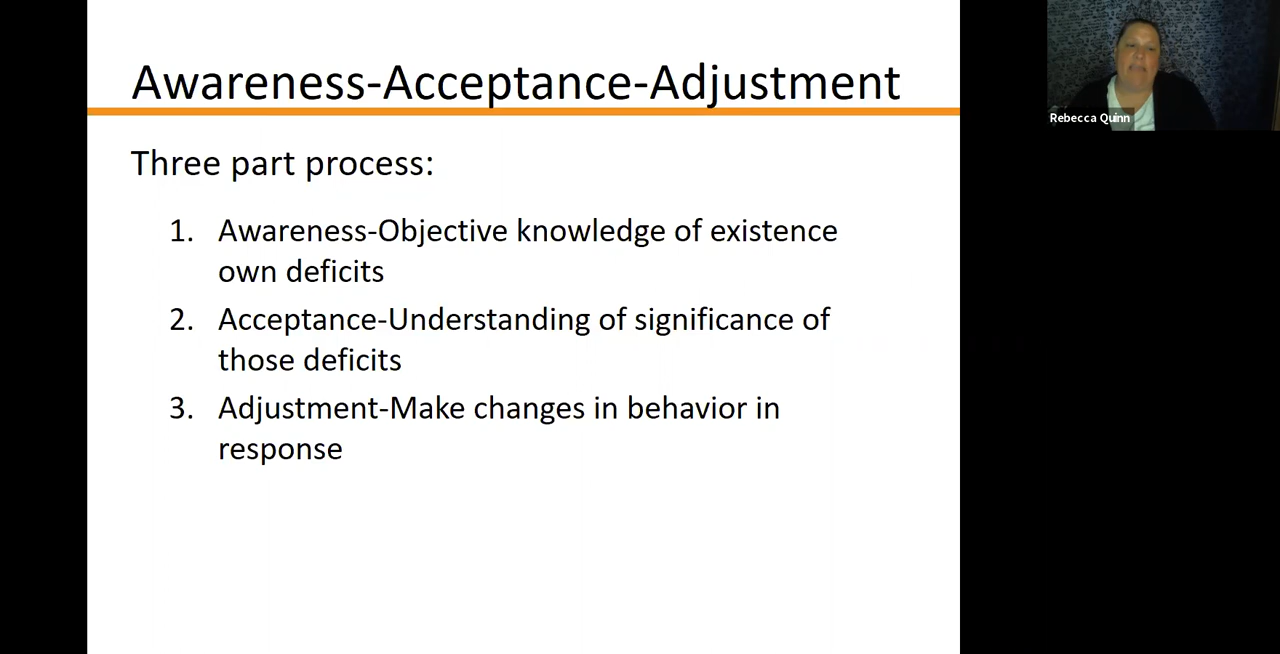 Awareness-Acceptance-Adjustment
Three part process:
1. Awareness-Objective knowledge of existence
own deficits
2. Acceptance-Understanding of significance of
those deficits
3. Adjustment-Make changes in behavior in
response
Rebecca Quinn